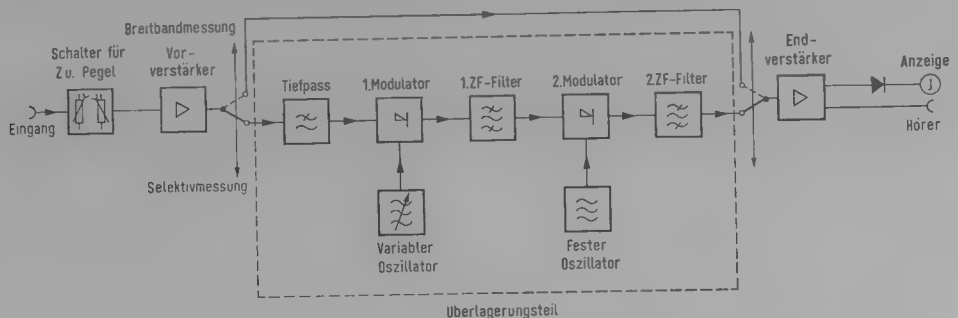 Breitbandmessung
Schalter für
Z u. Pegel
Vor-
verstärker
End-
verstärker
Anzeige
Tiefpass
1.Modulator
1.ZF-Filter
2.Modulator
2.ZF-Filter
Eingang
Hörer
Selektivmessung
Variabler
Oszillator
Fester
Oszillator
Überlagerungsteil